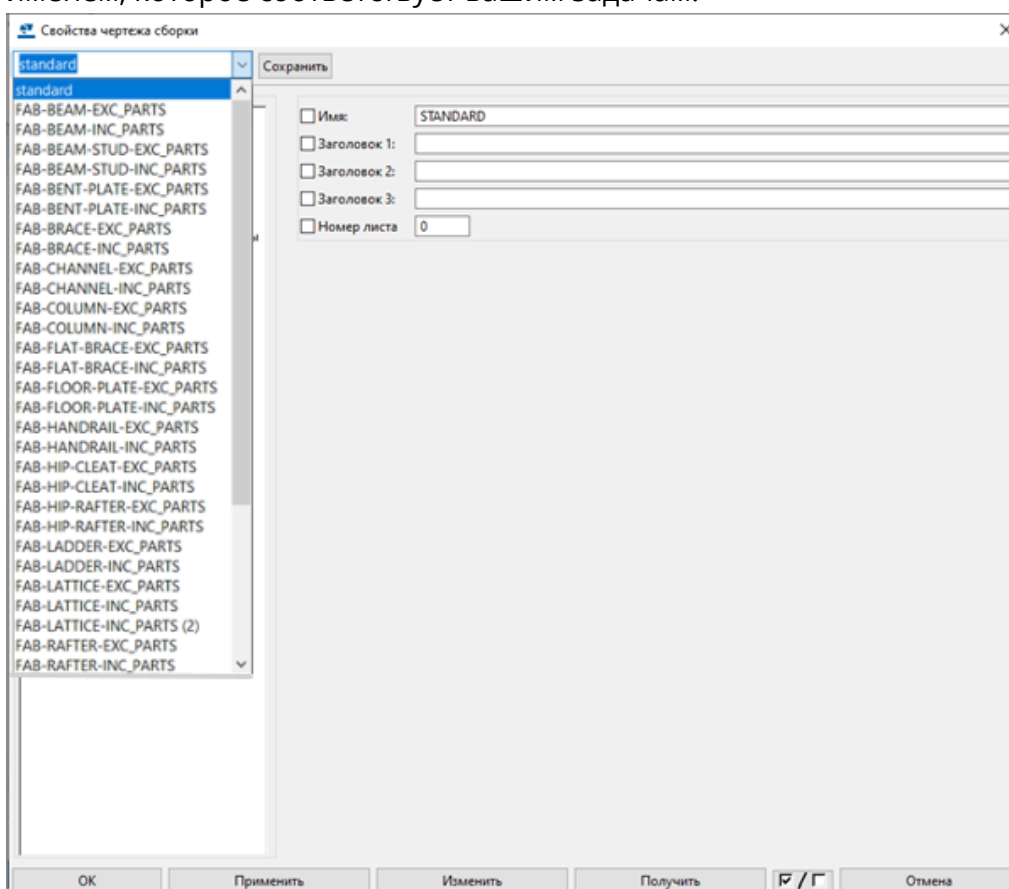 именем, которое соответствует вашим задачам.
Свойства чертежа сборки
standard
Сохранить
standard
FAB-BEAM-EXC_PARTS
FAB-BEAM-INC_PARTS
FAB-BEAM-STUD-EXC_PARTS
FAB-BEAM-STUD-INC_PARTS
FAB-BENT-PLATE-EXC_PARTS
FAB-BENT-PLATE-INC_PARTS
FAB-BRACE-EXC_PARTS
FAB-BRACE-INC_PARTS
FAB-CHANNEL-EXC_PARTS
FAB-CHANNEL-INC_PARTS
FAB-COLUMN-EXC_PARTS
FAB-COLUMN-INC_PARTS
FAB-FLAT-BRACE-EXC_PARTS
FAB-FLAT-BRACE-INC_PARTS
FAB-FLOOR-PLATE-EXC_PARTS
FAB-FLOOR-PLATE-INC_PARTS
FAB-HANDRAIL-EXC_PARTS
FAB-HANDRAIL-INC_PARTS
FAB-HIP-CLEAT-EXC_PARTS
FAB-HIP-CLEAT-INC_PARTS
FAB-HIP-RAFTER-EXC_PARTS
FAB-HIP-RAFTER-INC_PARTS
FAB-LADDER-EXC_PARTS
FAB-LADDER-INC_PARTS
FAB-LATTICE-EXC_PARTS
FAB-LATTICE-INC_PARTS
FAB-LATTICE-INC_PARTS (2)
FAB-RAFTER-EXC_PARTS
FAB-RAFTER-INC_PARTS
Имя: STANDARD
Заголовок 1:
Заголовок 2:
Заголовок 3:
Номер листа 0
OK Применить Изменить Получить Отмена